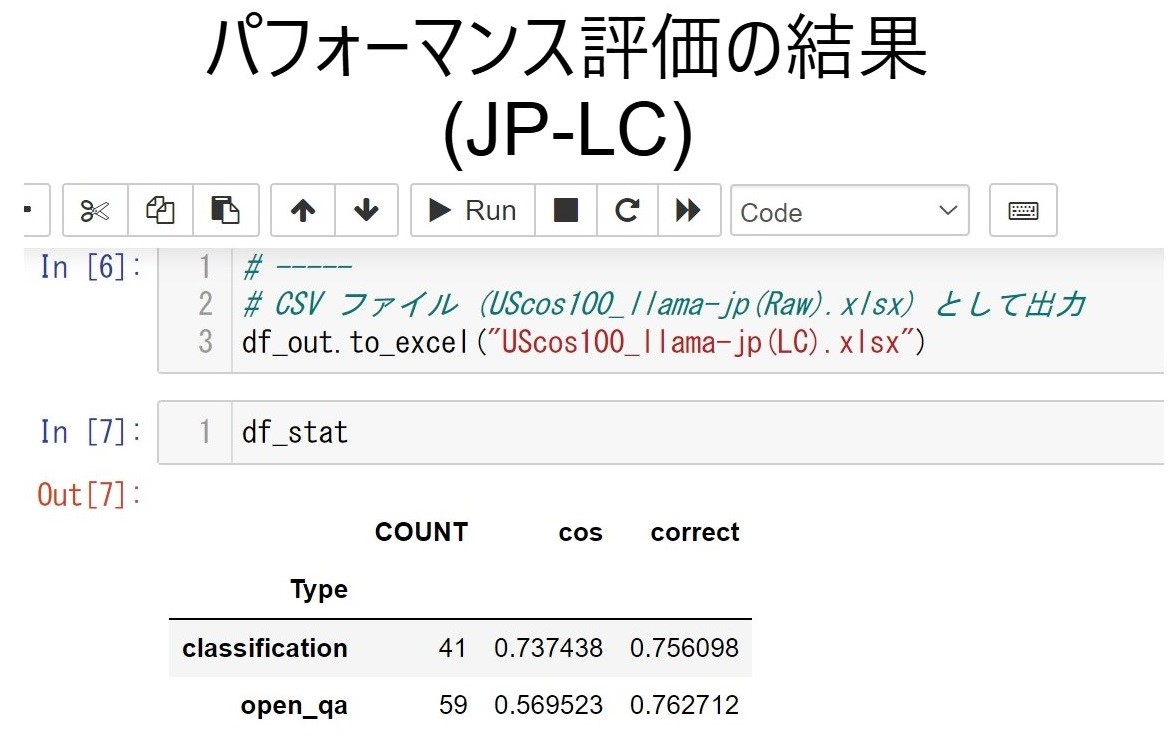 パフォーマンス評価の結果
(JP-LC)
Run Code
In [6]: 1 # -----
2 # CSV ファイル (UScos100_llama-jp(Raw).xlsx) として出力
3 df_out.to_excel("UScos100_llama-jp(LC).xlsx")
In [7]: 1 df_stat
Out[7]:
COUNT cos correct
Type
classification 41 0.737438 0.756098
open_qa 59 0.569523 0.762712